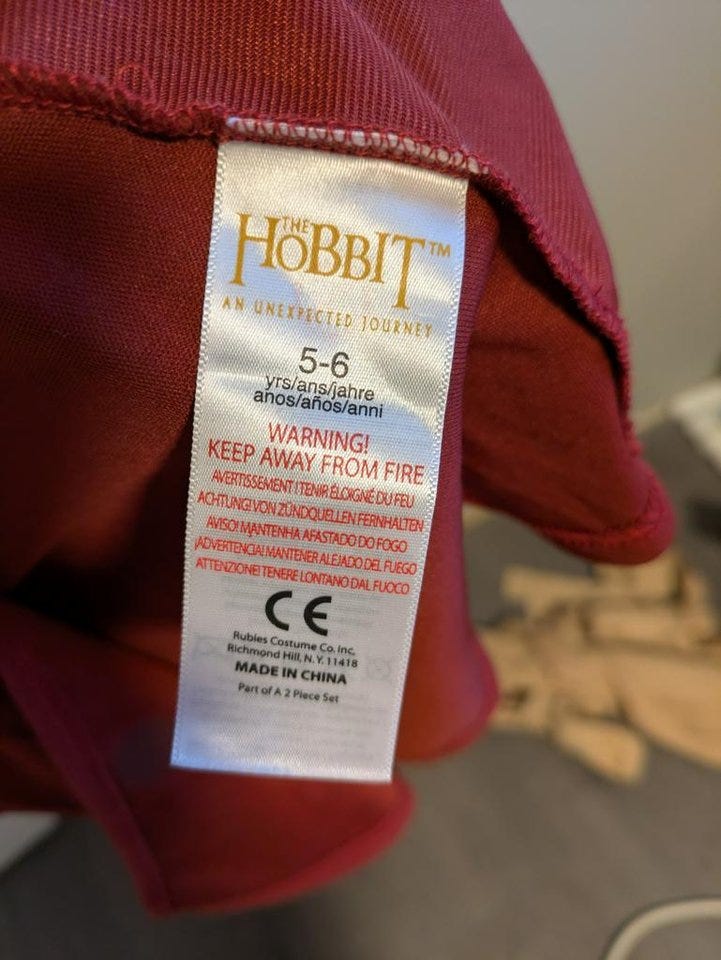 THE
HOBBIT™
AN UNEXPECTED JOURNEY
5-6
yrs/ans/jahre
anos/años/anni
WARNING!
KEEP AWAY FROM FIRE
AVERTISSEMENT ! TENIR ÉLOIGNÉ DU FEU
ACHTUNG! VON ZÜNDQUELLEN FERNHALTEN
AVISO! MANTENHA AFASTADO DO FOGO
¡ADVERTENCIA! MANTENER ALEJADO DEL FUEGO
ATTENZIONE! TENERE LONTANO DAL FUOCO
CE
Rubies Costume Co. Inc,
Richmond Hill, N.Y. 11418
MADE IN CHINA
Part of A 2 Piece Set